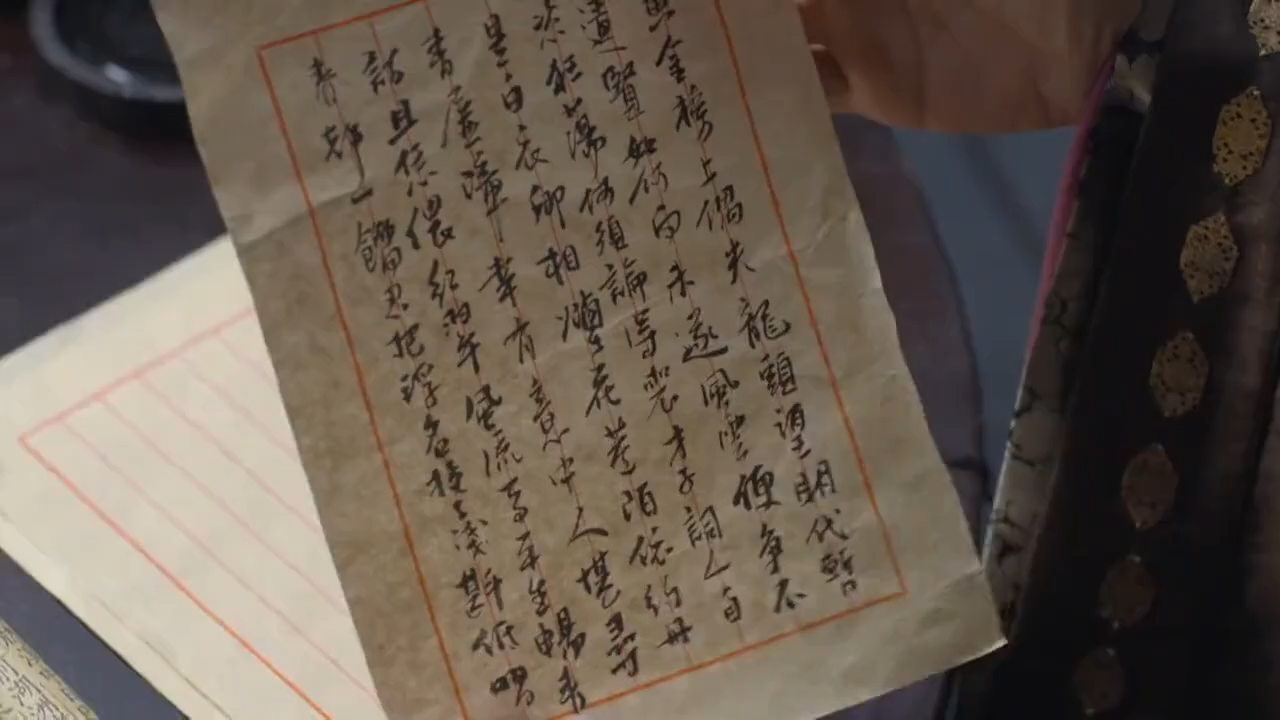 金榜上偶失龍頭望明代暫
遺賢如何向未遂風雲便爭不
恣狂蕩何須論得喪才子詞人自
是白衣卿相煙花巷陌依約丹
青屏障幸有意中人堪尋
訪且恁偎紅翠風流事平生暢青
春都一餉忍把浮名換了淺斟低唱